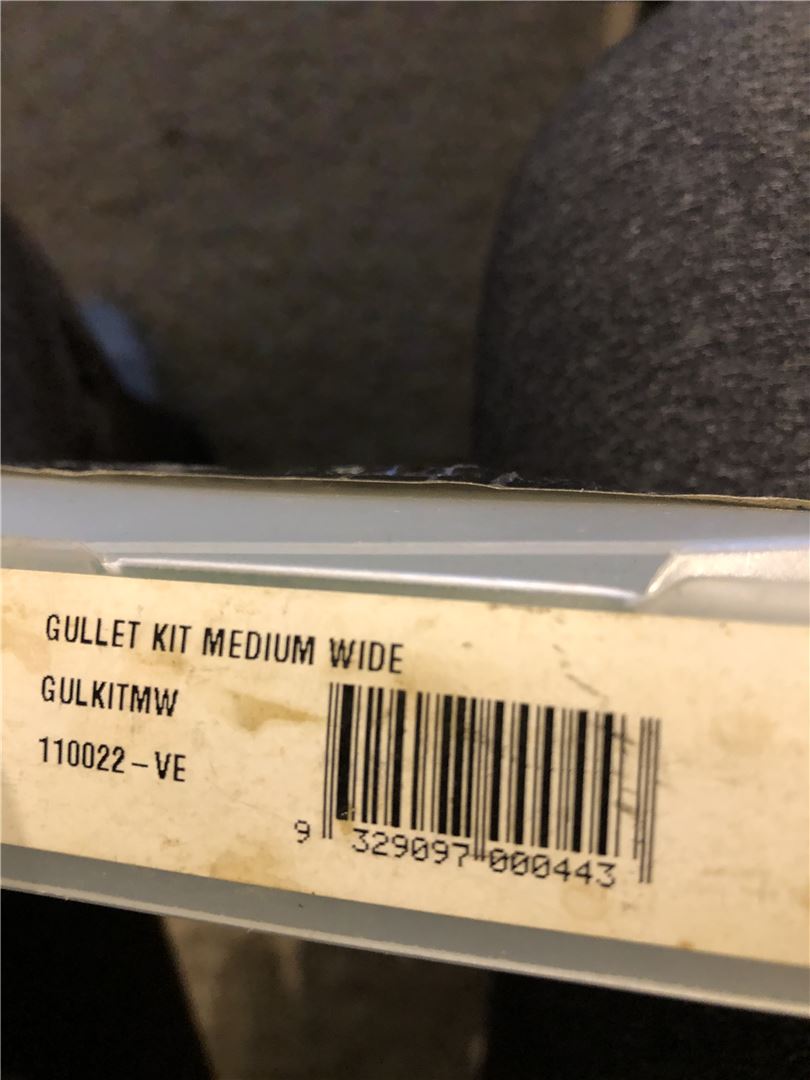 GULLET KIT MEDIUM WIDE
GULKITMW
110022-VE
9 329097 000443